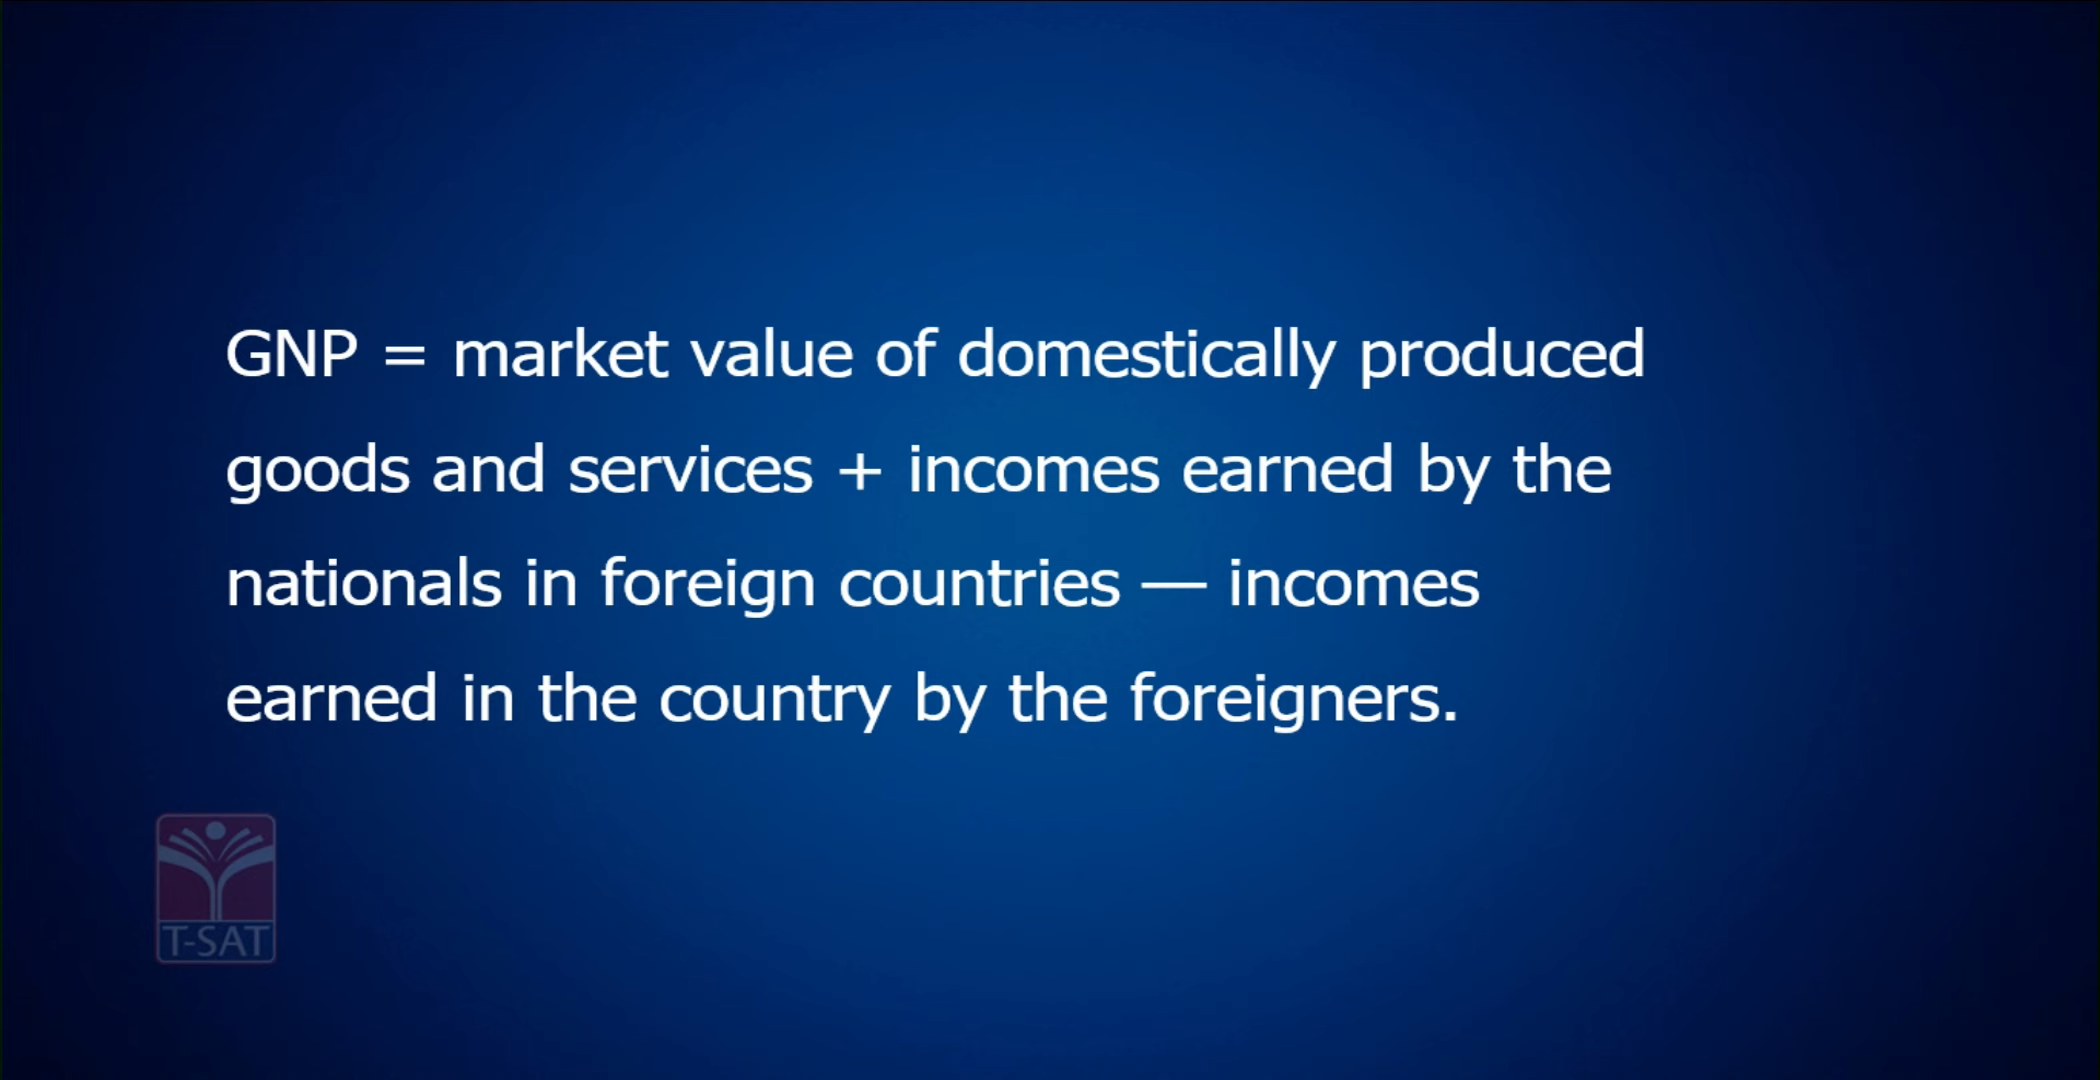 GNP = market value of domestically produced
goods and services + incomes earned by the
nationals in foreign countries — incomes
earned in the country by the foreigners.
T-SAT